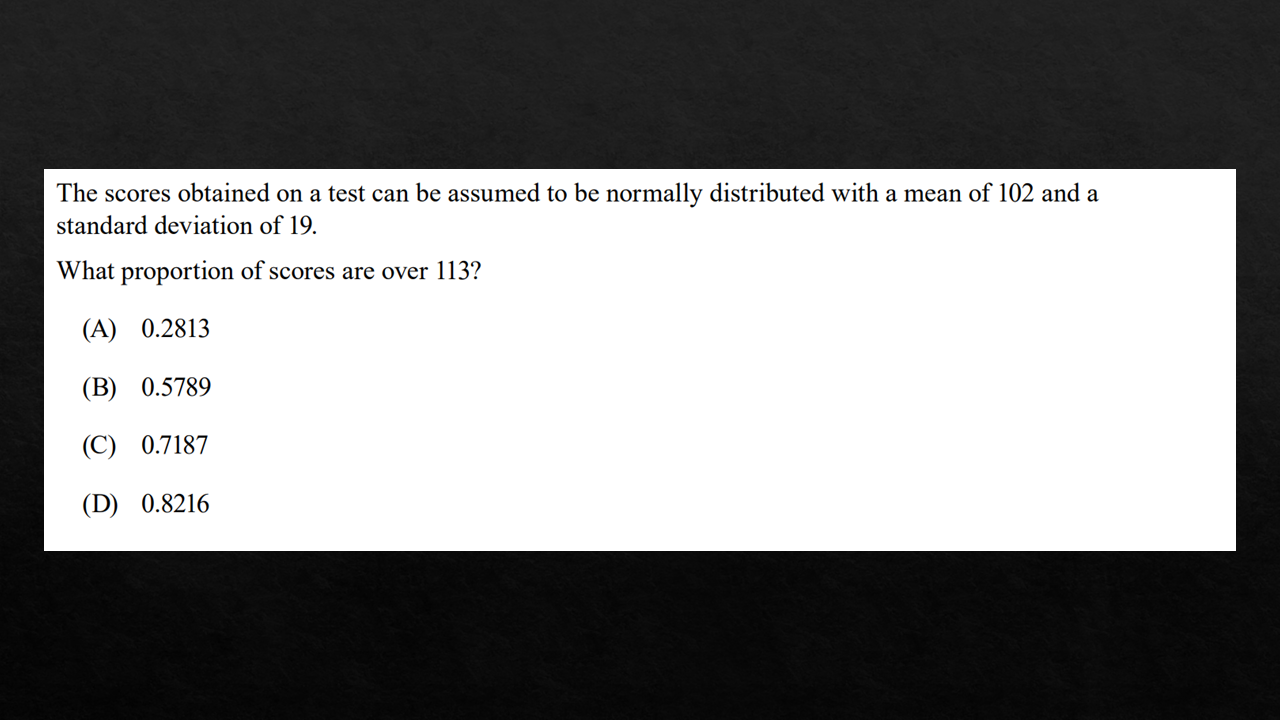 The scores obtained on a test can be assumed to be normally distributed with a mean of 102 and a
standard deviation of 19.
What proportion of scores are over 113?
(A) 0.2813
(B) 0.5789
(C) 0.7187
(D) 0.8216